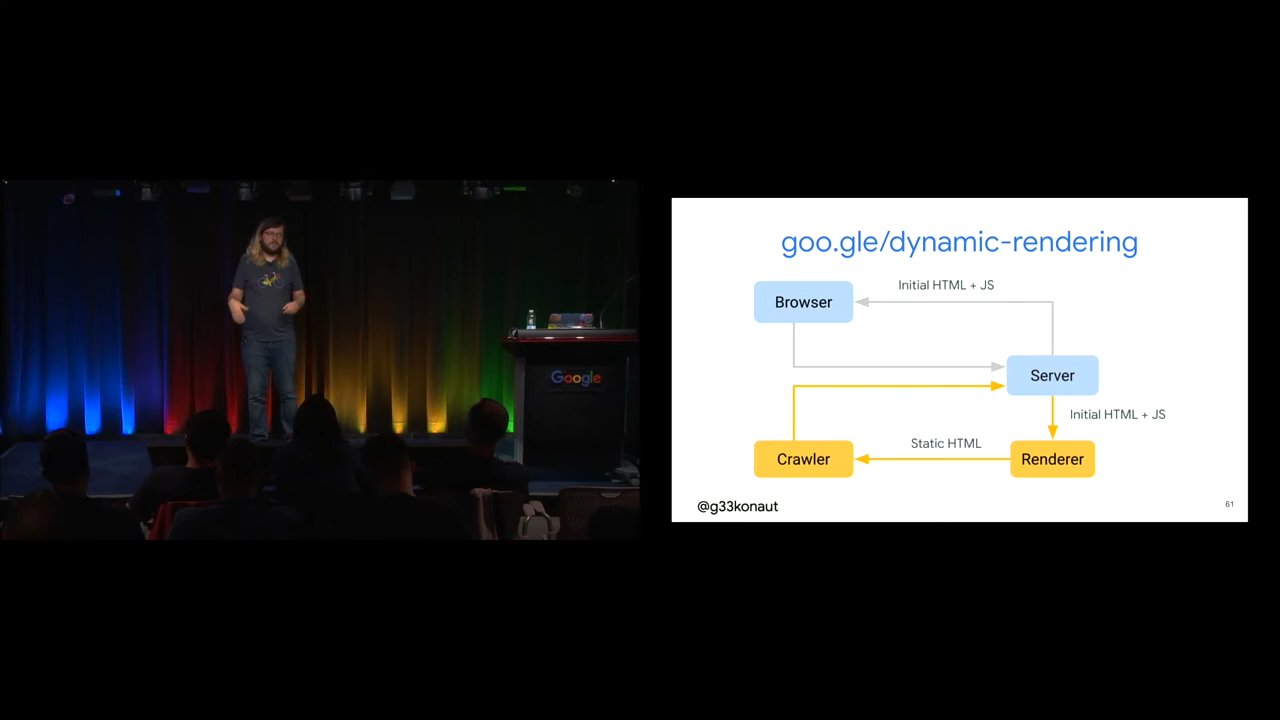 Google
goo.gle/dynamic-rendering
Initial HTML + JS
Browser
Server
Initial HTML + JS
Static HTML
Crawler
Renderer
@g33konaut
61